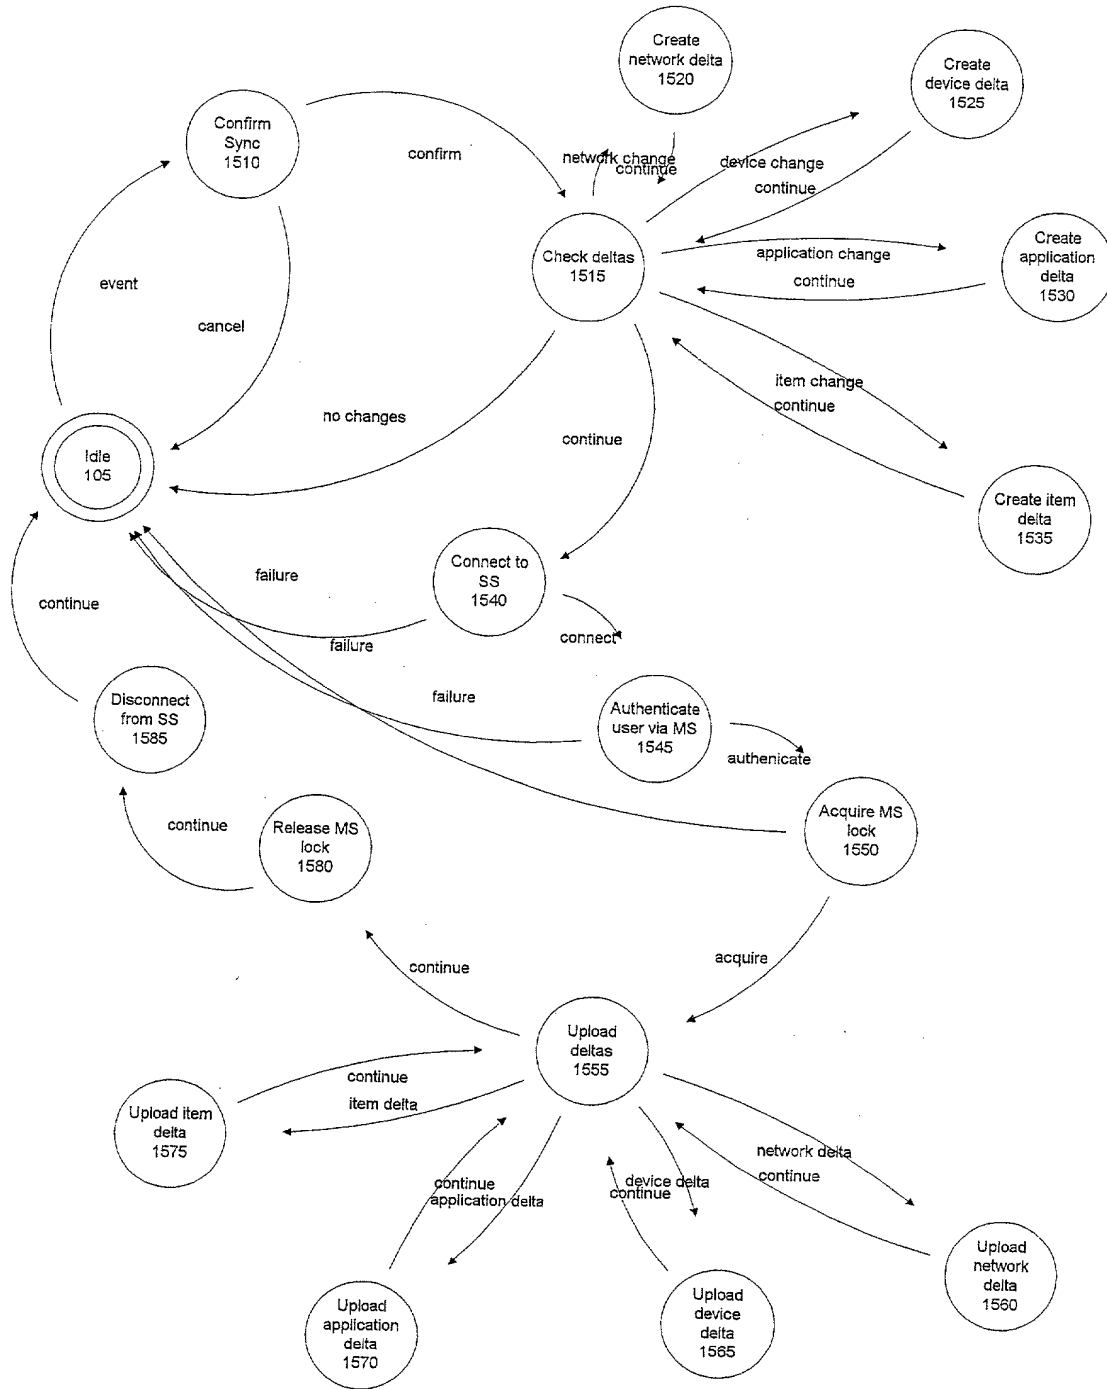 Create
network delta
1520
Create
device delta
1525
Confirm
Sync
1510
confirm
network change
continue
device change
continue
Check deltas
1515
application change
continue
Create
application
delta
1530
event
cancel
item change
continue
no changes
continue
Idle
105
Create item
delta
1535
Connect to
SS
1540
failure
continue
connect
failure
failure
Disconnect
from SS
1585
Authenticate
user via MS
1545
authenicate
continue
Release MS
lock
1580
Acquire MS
lock
1550
acquire
continue
Upload
deltas
1555
continue
item delta
Upload item
delta
1575
network delta
continue
device delta
continue
continue
application delta
Upload
network
delta
1560
Upload
application
delta
1570
Upload
device
delta
1565